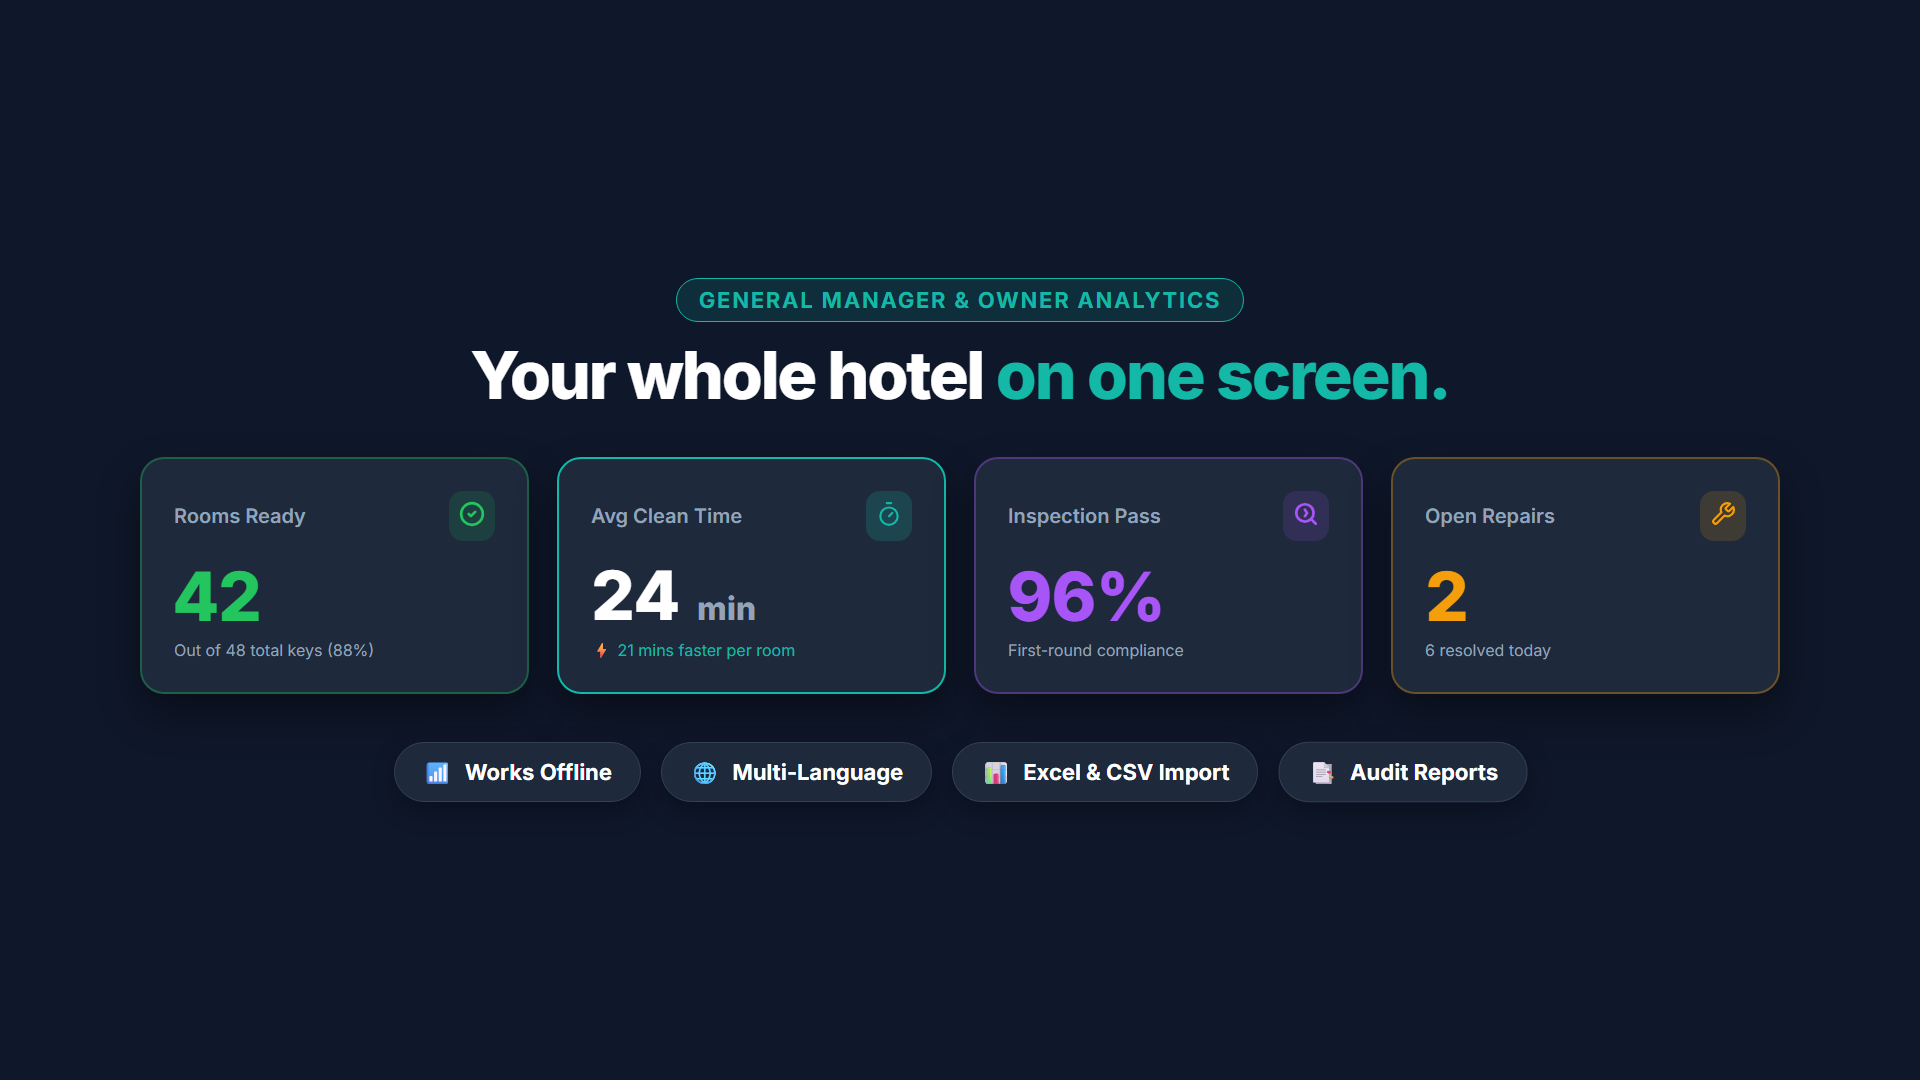 GENERAL MANAGER & OWNER ANALYTICS
Your whole hotel on one screen.
Rooms Ready
42
Out of 48 total keys (88%)
Avg Clean Time
24 min
21 mins faster per room
Inspection Pass
96%
First-round compliance
Open Repairs
2
6 resolved today
Works Offline
Multi-Language
Excel & CSV Import
Audit Reports